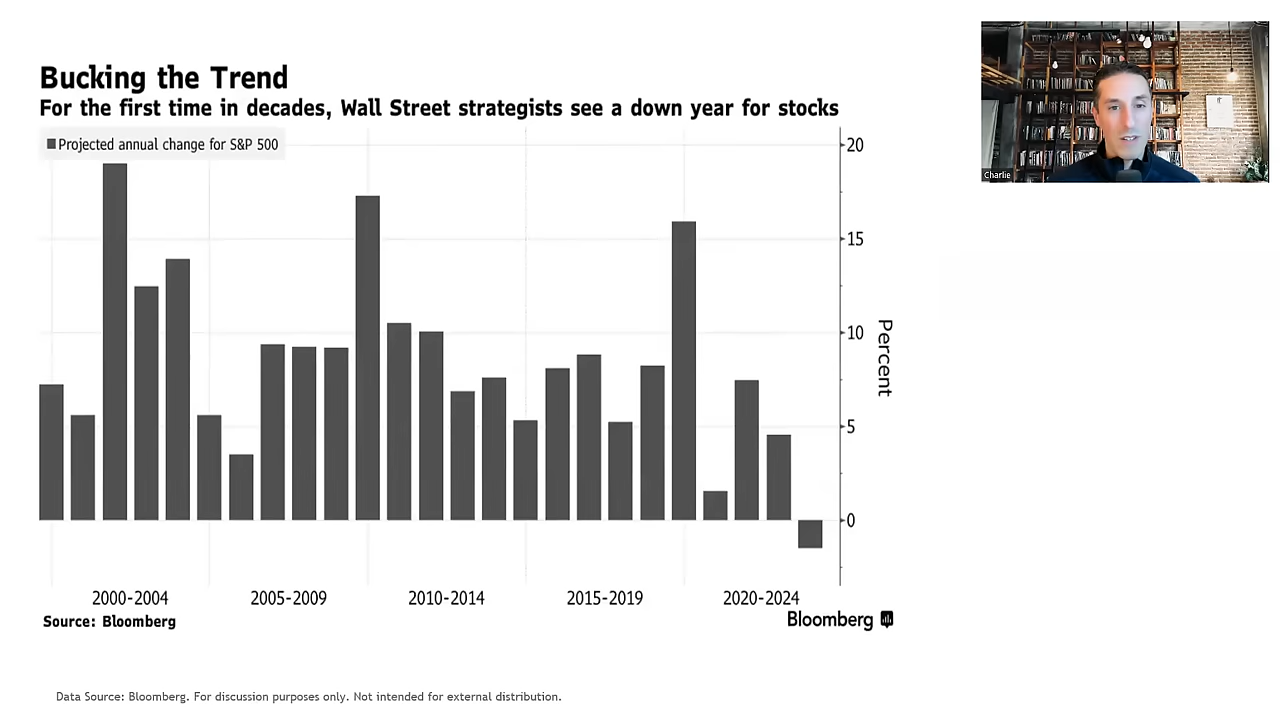 Bucking the Trend
For the first time in decades, Wall Street strategists see a down year for stocks
Projected annual change for S&P 500
20
15
10
5
0
Percent
2000-2004
2005-2009
2010-2014
2015-2019
2020-2024
Source: Bloomberg
Bloomberg
Data Source: Bloomberg. For discussion purposes only. Not intended for external distribution.
Charlie